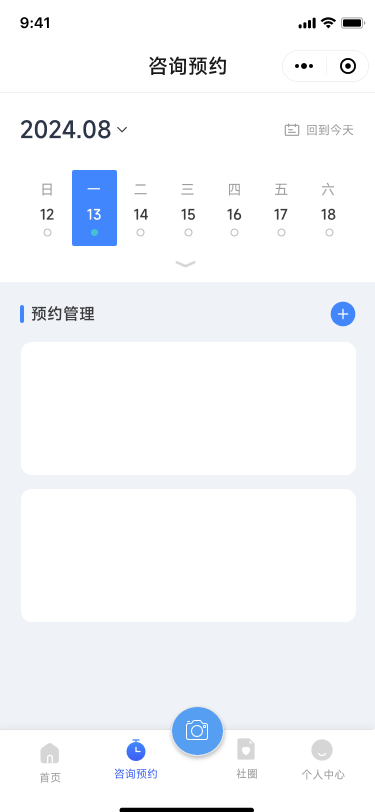 9:41
咨询预约
2024.08
回到今天
日 一 二 三 四 五 六
12 13 14 15 16 17 18
预约管理
首页 咨询预约 社圈 个人中心